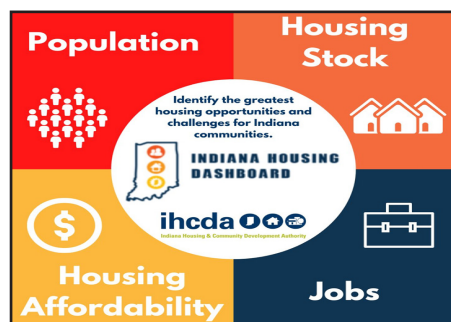 Population
Housing
Stock
Identify the greatest
housing opportunities and
challenges for Indiana
communities.
INDIANA HOUSING
DASHBOARD
ihcda
Indiana Housing & Community Development Authority
$
Housing
Affordability
Jobs